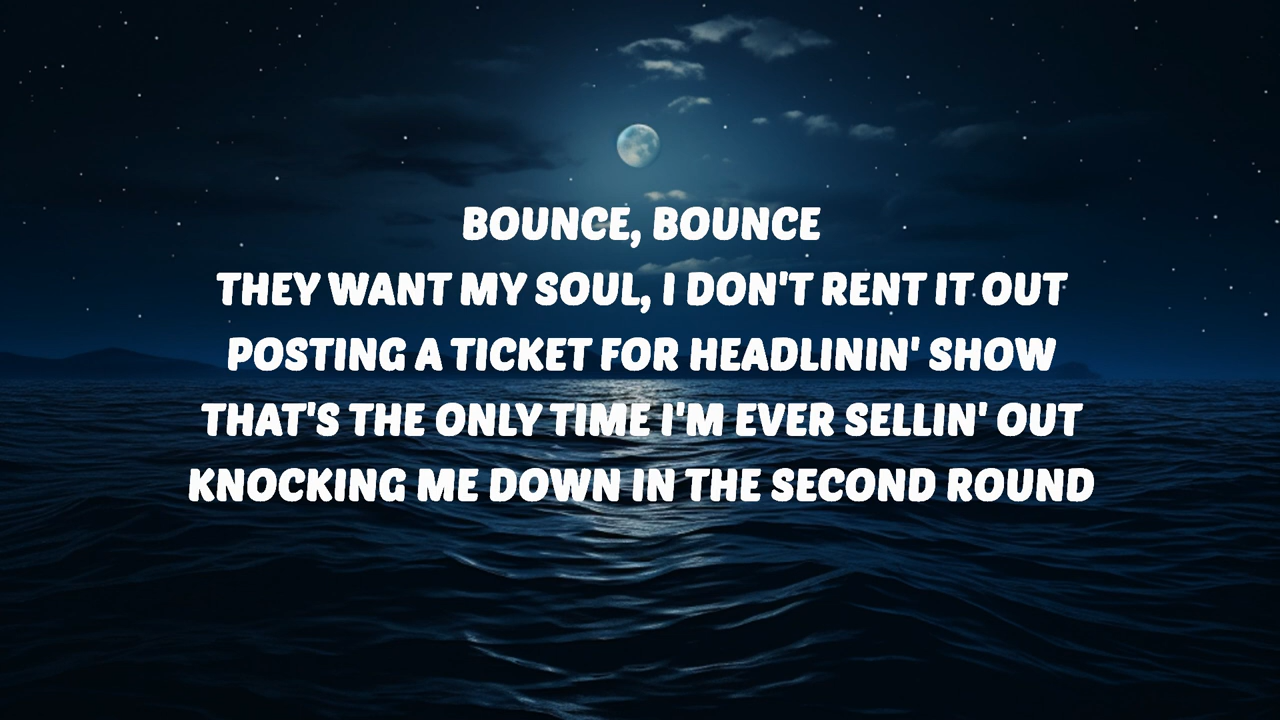 BOUNCE, BOUNCE
THEY WANT MY SOUL, I DON'T RENT IT OUT
POSTING A TICKET FOR HEADLININ' SHOW
THAT'S THE ONLY TIME I'M EVER SELLIN' OUT
KNOCKING ME DOWN IN THE SECOND ROUND